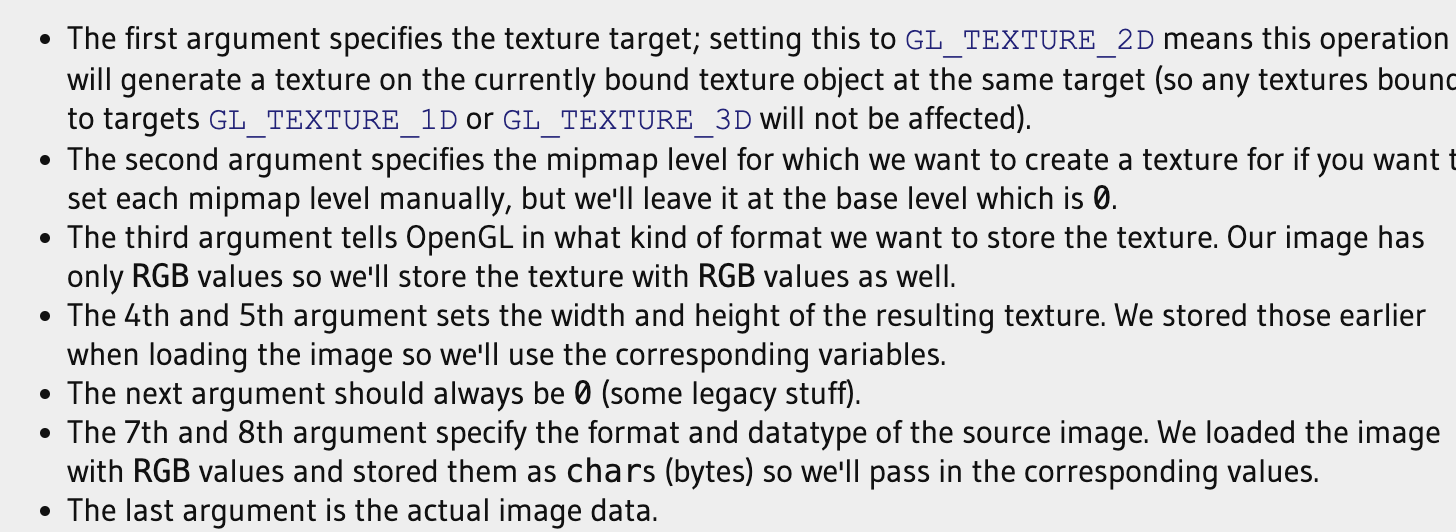 • The first argument specifies the texture target; setting this to GL_TEXTURE_2D means this operation
will generate a texture on the currently bound texture object at the same target (so any textures bound
to targets GL_TEXTURE_1D or GL_TEXTURE_3D will not be affected).
• The second argument specifies the mipmap level for which we want to create a texture for if you want t
set each mipmap level manually, but we'll leave it at the base level which is 0.
• The third argument tells OpenGL in what kind of format we want to store the texture. Our image has
only RGB values so we'll store the texture with RGB values as well.
• The 4th and 5th argument sets the width and height of the resulting texture. We stored those earlier
when loading the image so we'll use the corresponding variables.
• The next argument should always be 0 (some legacy stuff).
• The 7th and 8th argument specify the format and datatype of the source image. We loaded the image
with RGB values and stored them as chars (bytes) so we'll pass in the corresponding values.
• The last argument is the actual image data.